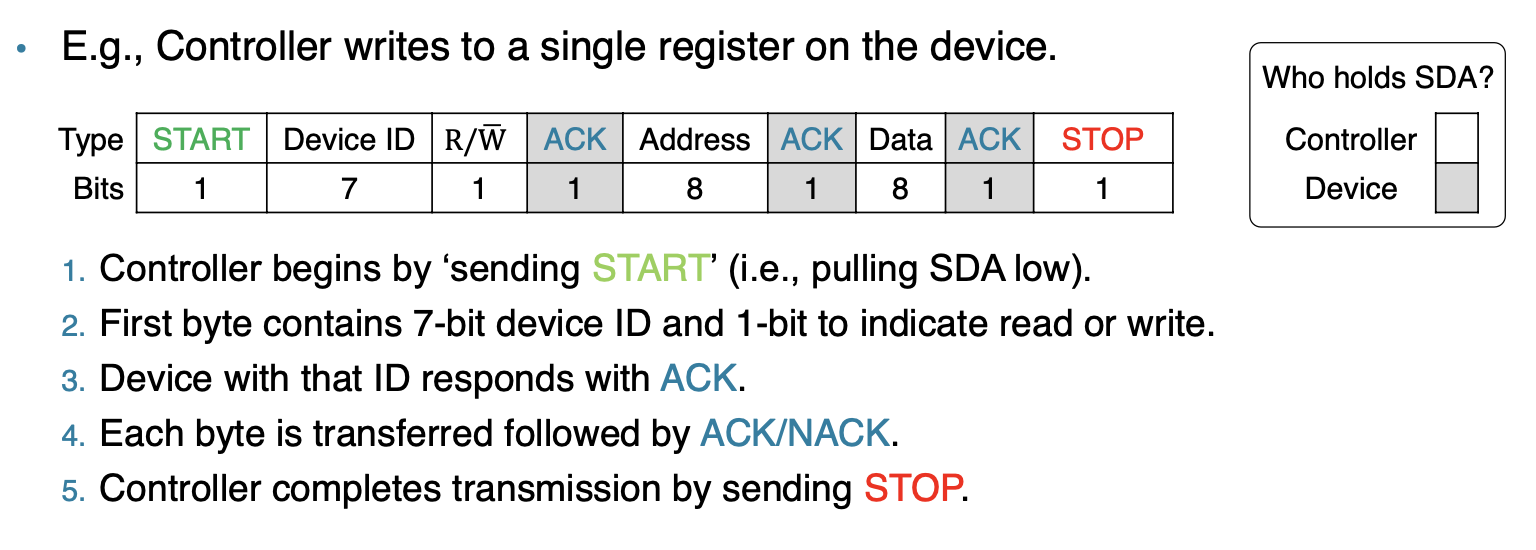 • E.g., Controller writes to a single register on the device.
Who holds SDA?
Controller
Device
Type START Device ID R/W̅ ACK Address ACK Data ACK STOP
Bits 1 7 1 1 8 1 8 1 1
1. Controller begins by ‘sending START’ (i.e., pulling SDA low).
2. First byte contains 7-bit device ID and 1-bit to indicate read or write.
3. Device with that ID responds with ACK.
4. Each byte is transferred followed by ACK/NACK.
5. Controller completes transmission by sending STOP.